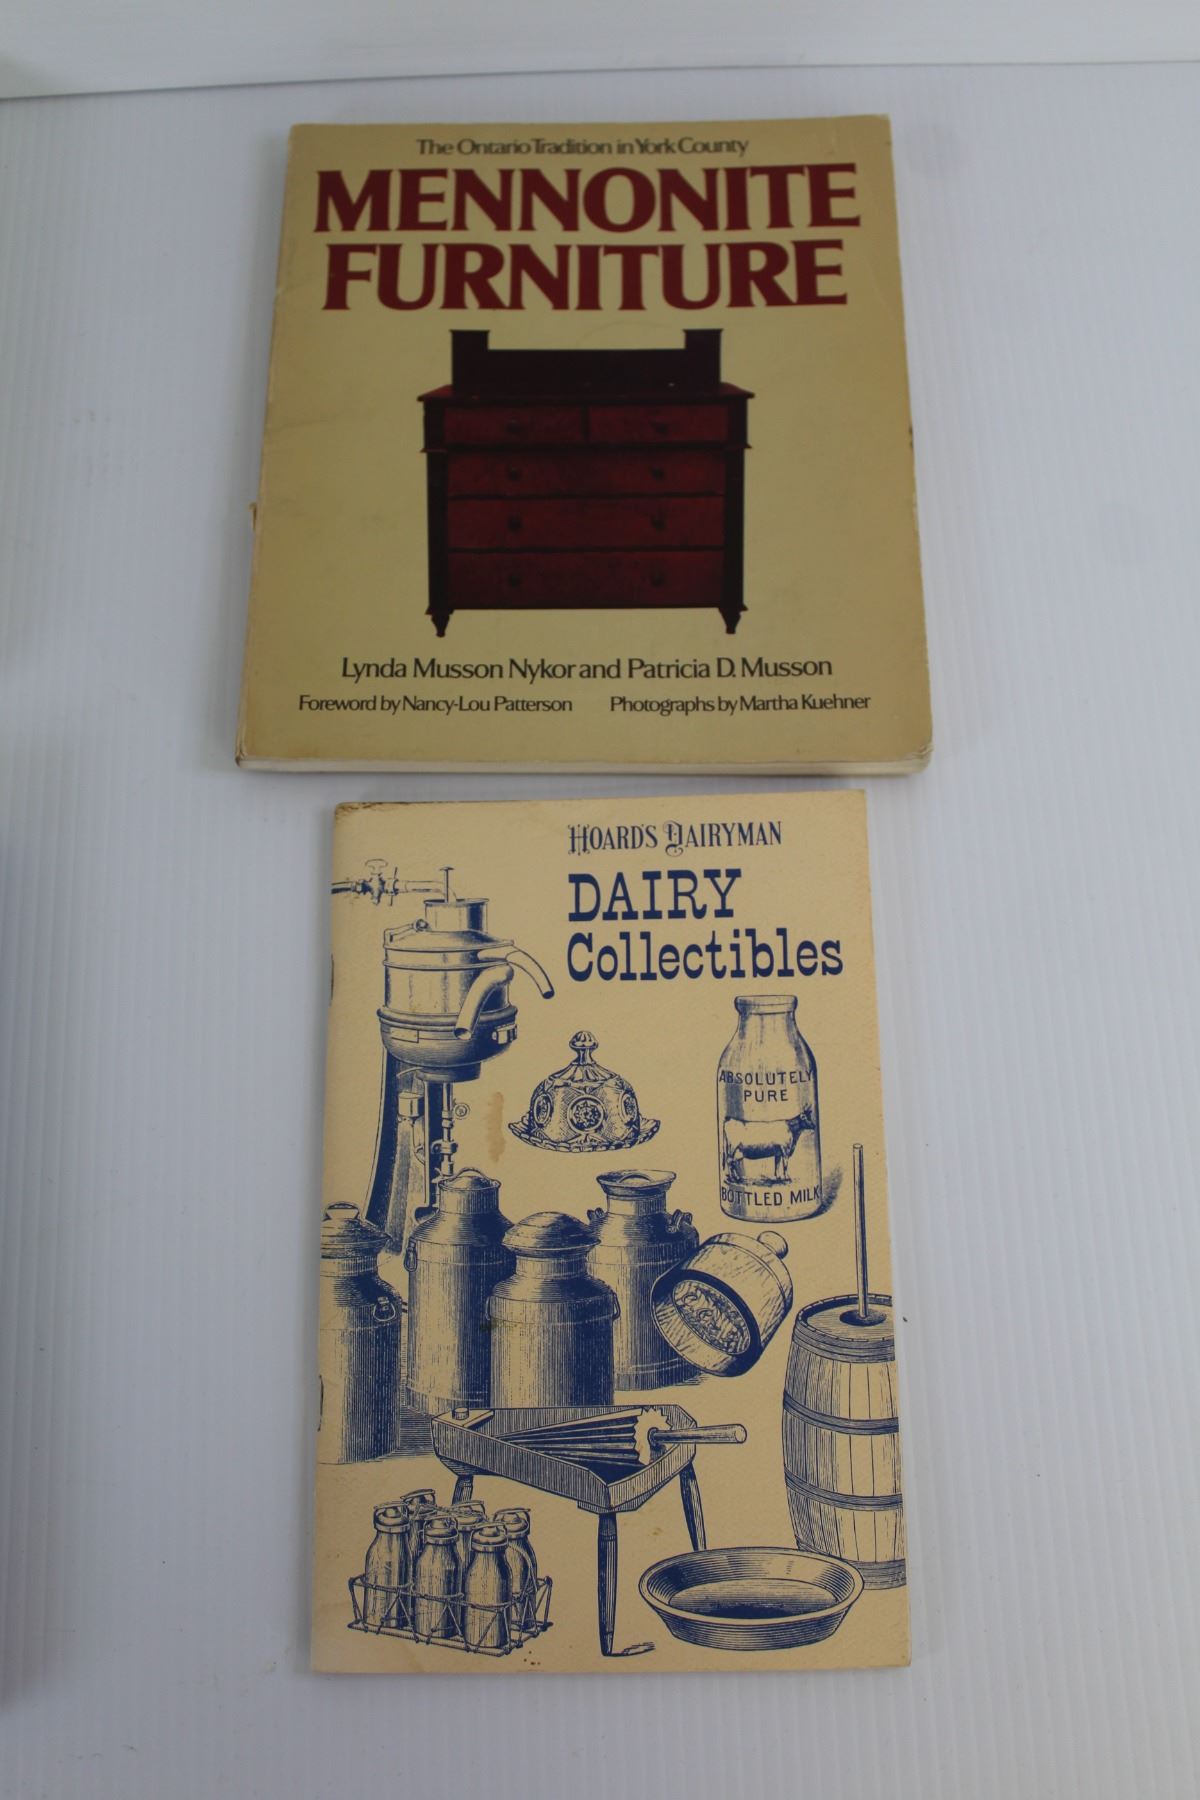 The Ontario Tradition in York County
MENNONITE
FURNITURE
Lynda Musson Nykor and Patricia D. Musson
Foreword by Nancy-Lou Patterson Photographs by Martha Kuehner
HOARD'S DAIRYMAN
DAIRY
Collectibles
ABSOLUTELY
PURE
BOTTLED MILK